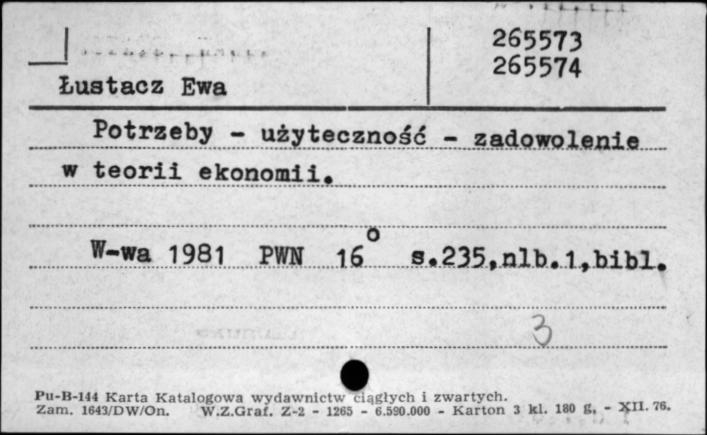 265573
265574
Łustacz Ewa
Potrzeby - użyteczność - zadowolenie
w teorii ekonomii.
W-wa 1981 PWN 16° s.235,nlb.1,bibl.
3
Pu-B-144 Karta Katalogowa wydawnictw ciągłych i zwartych.
Zam. 1643/DW/On. W.Z.Graf. Z-2 - 1265 - 6.590.000 - Karton 3 kl. 180 g. - XII. 76.